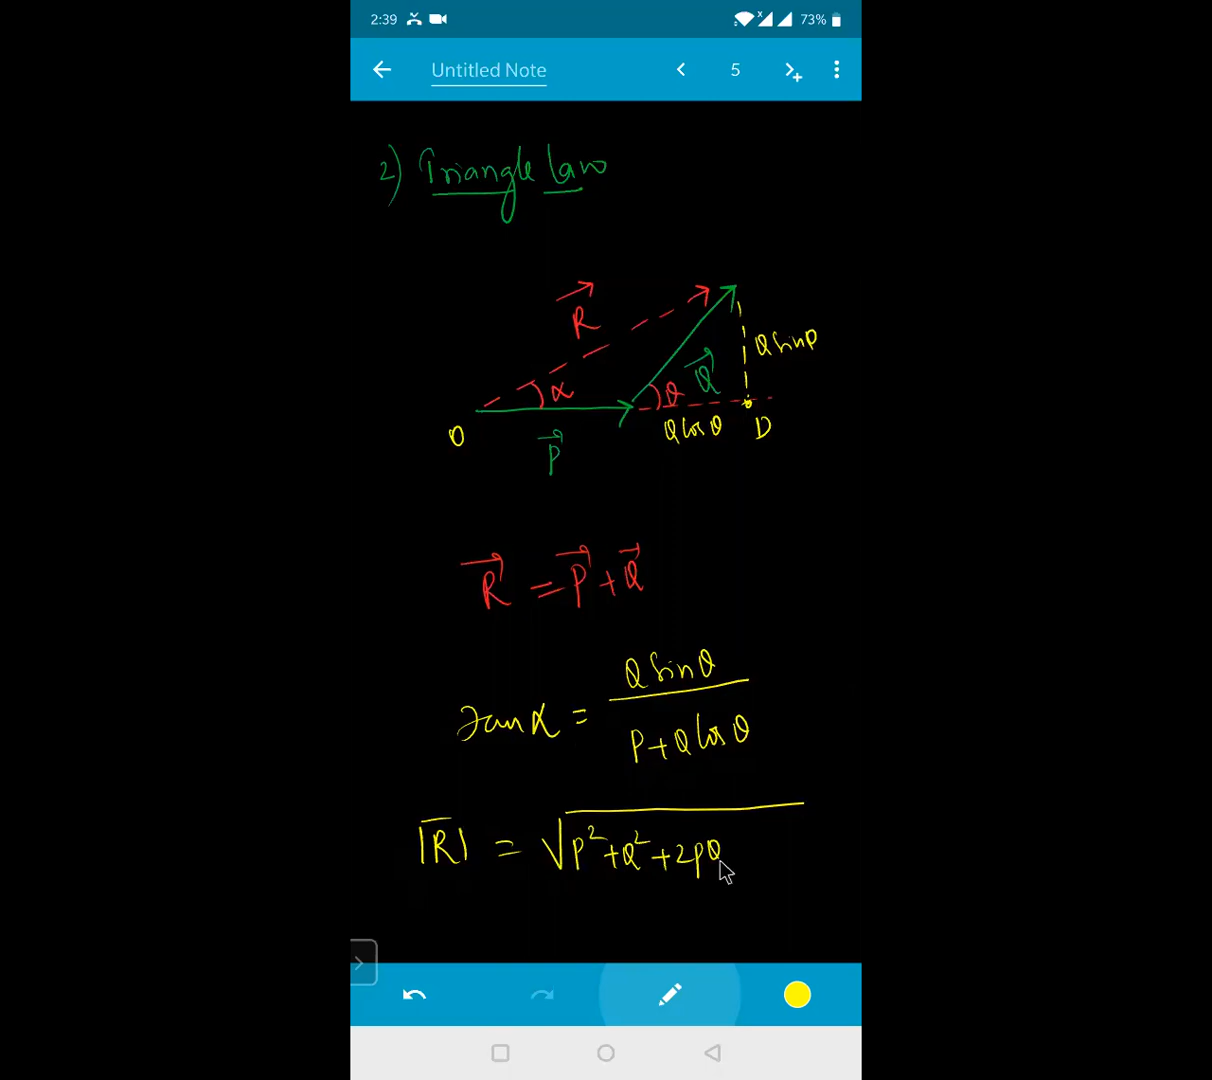 2:39 73%
Untitled Note 5
2) Triangle law
R⃗
Q sinθ
α θ Q⃗
O Q cosθ D
P⃗
R⃗ = P⃗ + Q⃗
tan α = Q sinθ / P + Q cosθ
|R̅| = √P² + Q² + 2PQ